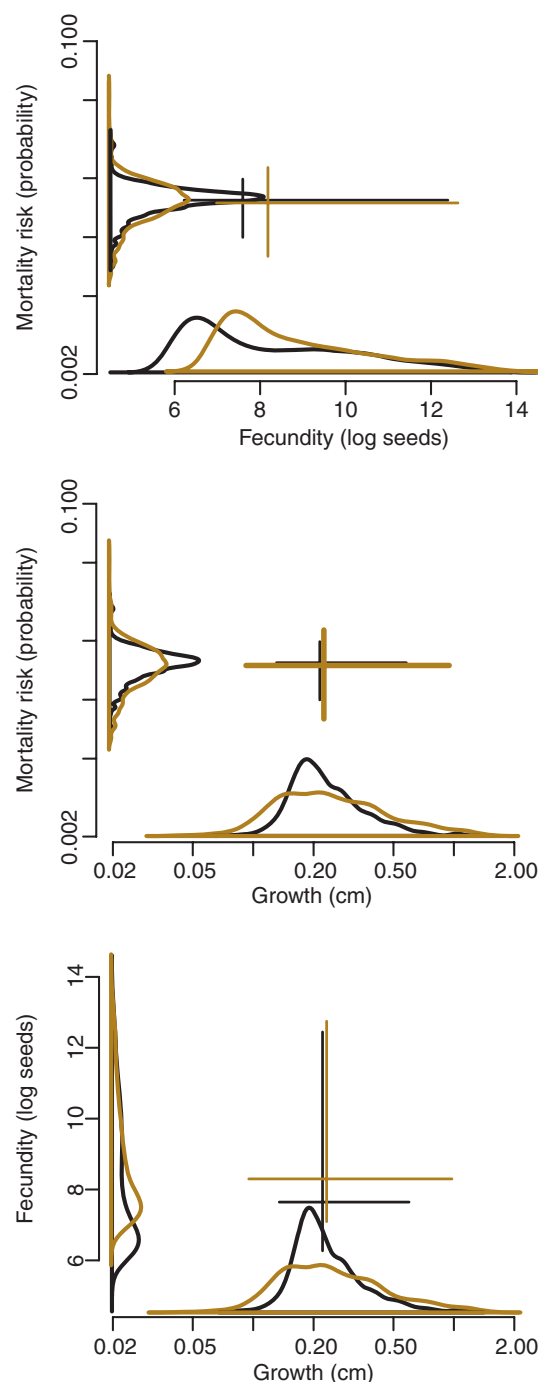 0.100
Mortality risk (probability)
0.002
6 8 10 12 14
Fecundity (log seeds)
0.100
Mortality risk (probability)
0.002
0.02 0.05 0.20 0.50 2.00
Growth (cm)
14
12
10
8
6
Fecundity (log seeds)
0.02 0.05 0.20 0.50 2.00
Growth (cm)